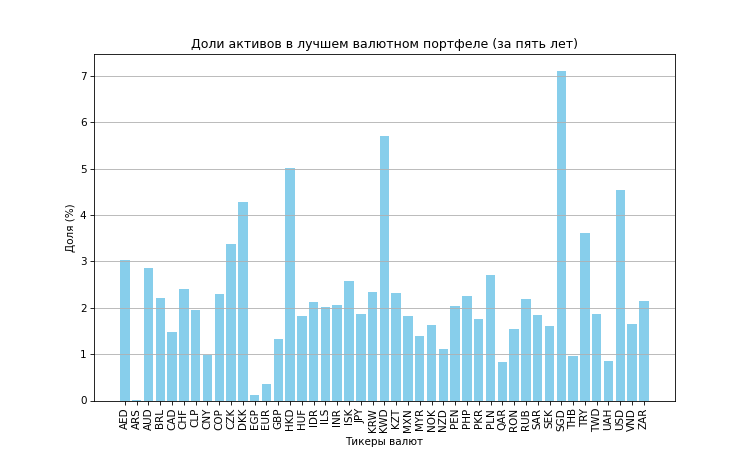 Доли активов в лучшем валютном портфеле (за пять лет)
Доля (%)
7
6
5
4
3
2
1
0
AED ARS AUD BRL CAD CHF CLP CNY COP CZK DKK EGP EUR GBP HKD HUF IDR ILS INR ISK JPY KRW KWD KZT MXN MYR NOK NZD PEN PHP PKR PLN QAR RON RUB SAR SEK SGD THB TRY TWD UAH USD VND ZAR
Тикеры валют